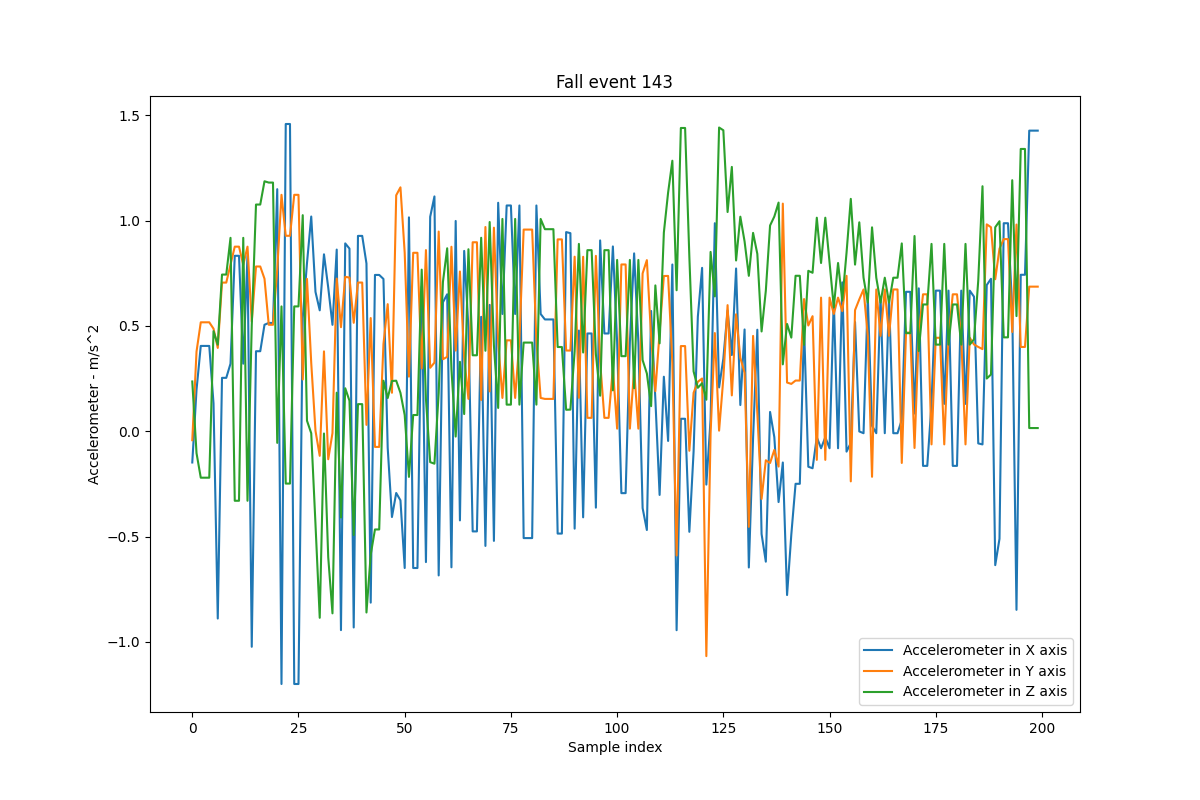 Fall event 143
Accelerometer - m/s^2
1.5
1.0
0.5
0.0
−0.5
−1.0
0 25 50 75 100 125 150 175 200
Sample index
Accelerometer in X axis
Accelerometer in Y axis
Accelerometer in Z axis